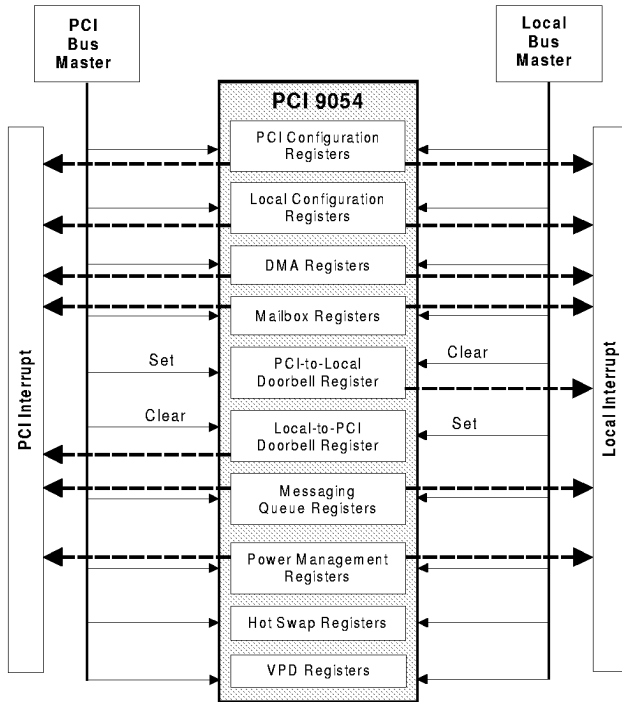 PCI
Bus
Master
Local
Bus
Master
PCI 9054
PCI Configuration
Registers
Local Configuration
Registers
DMA Registers
Mailbox Registers
Set
PCI-to-Local
Doorbell Register
Clear
Clear
Local-to-PCI
Doorbell Register
Set
Messaging
Queue Registers
Power Management
Registers
Hot Swap Registers
VPD Registers
PCI Interrupt
Local Interrupt